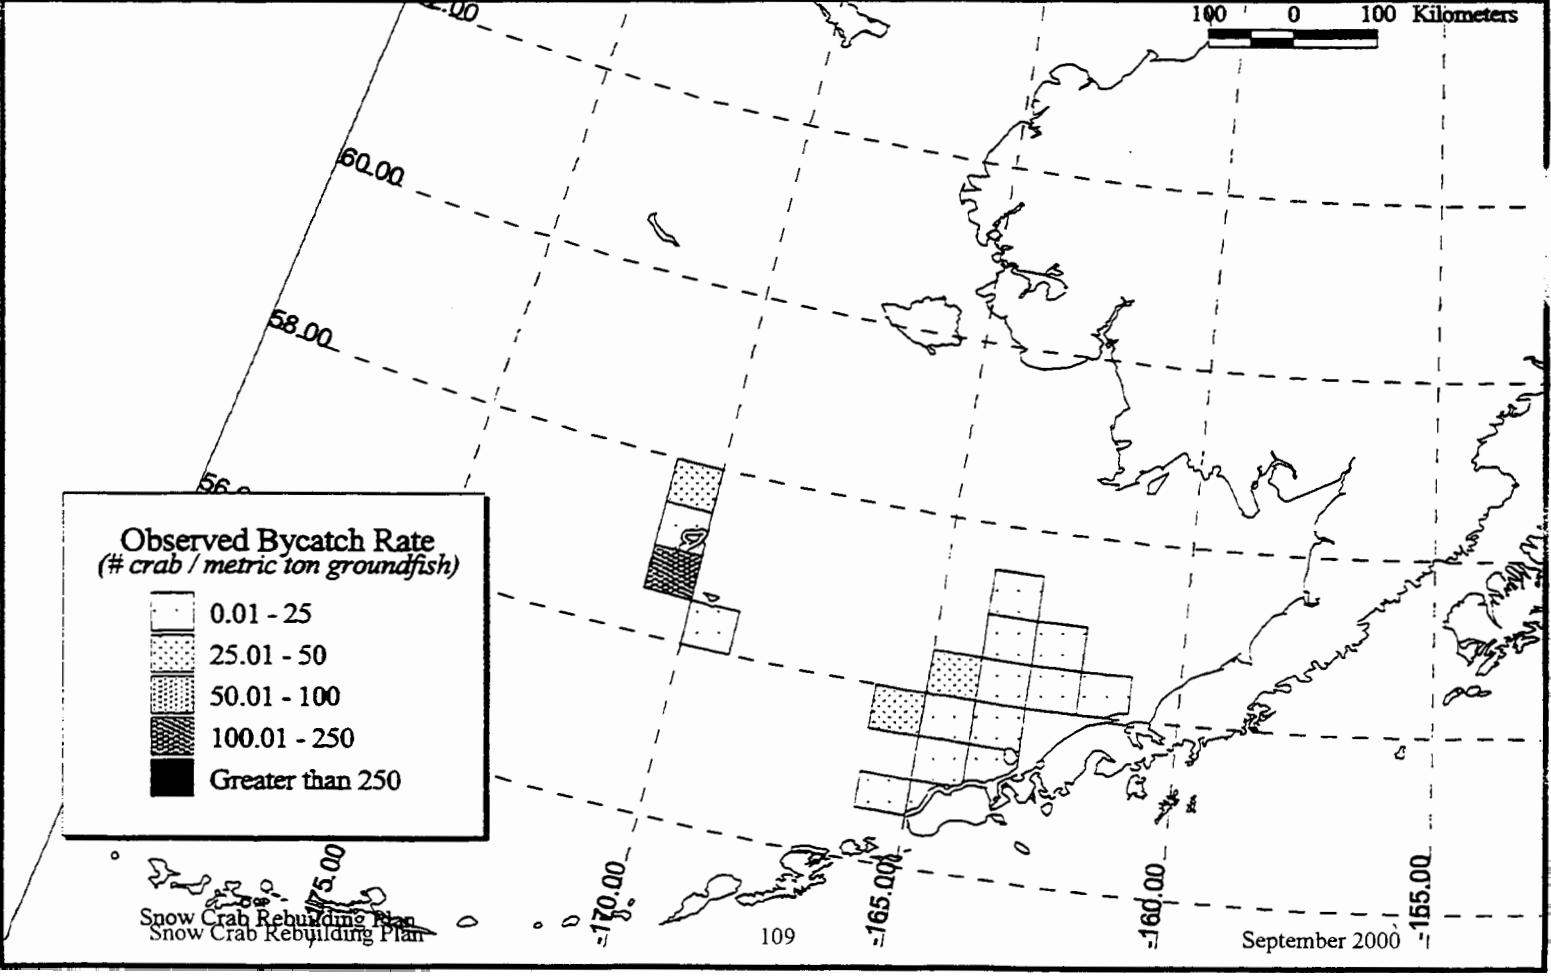 100 0 100 Kilometers
60.00
58.00
56.0
Observed Bycatch Rate
(# crab / metric ton groundfish)
0.01 - 25
25.01 - 50
50.01 - 100
100.01 - 250
Greater than 250
-170.00
-165.00
-160.00
-155.00
Snow Crab Rebuilding Plan
Snow Crab Rebuilding Plan
109
September 2000